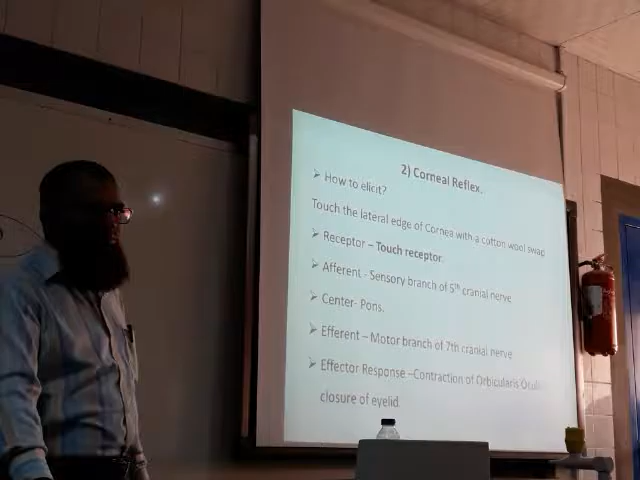 2) Corneal Reflex.
➢ How to elicit?
Touch the lateral edge of Cornea with a cotton wool swap
➢ Receptor – Touch receptor.
➢ Afferent - Sensory branch of 5th cranial nerve
➢ Center- Pons.
➢ Efferent – Motor branch of 7th cranial nerve
➢ Effector Response –Contraction of Orbicularis
closure of eyelid.